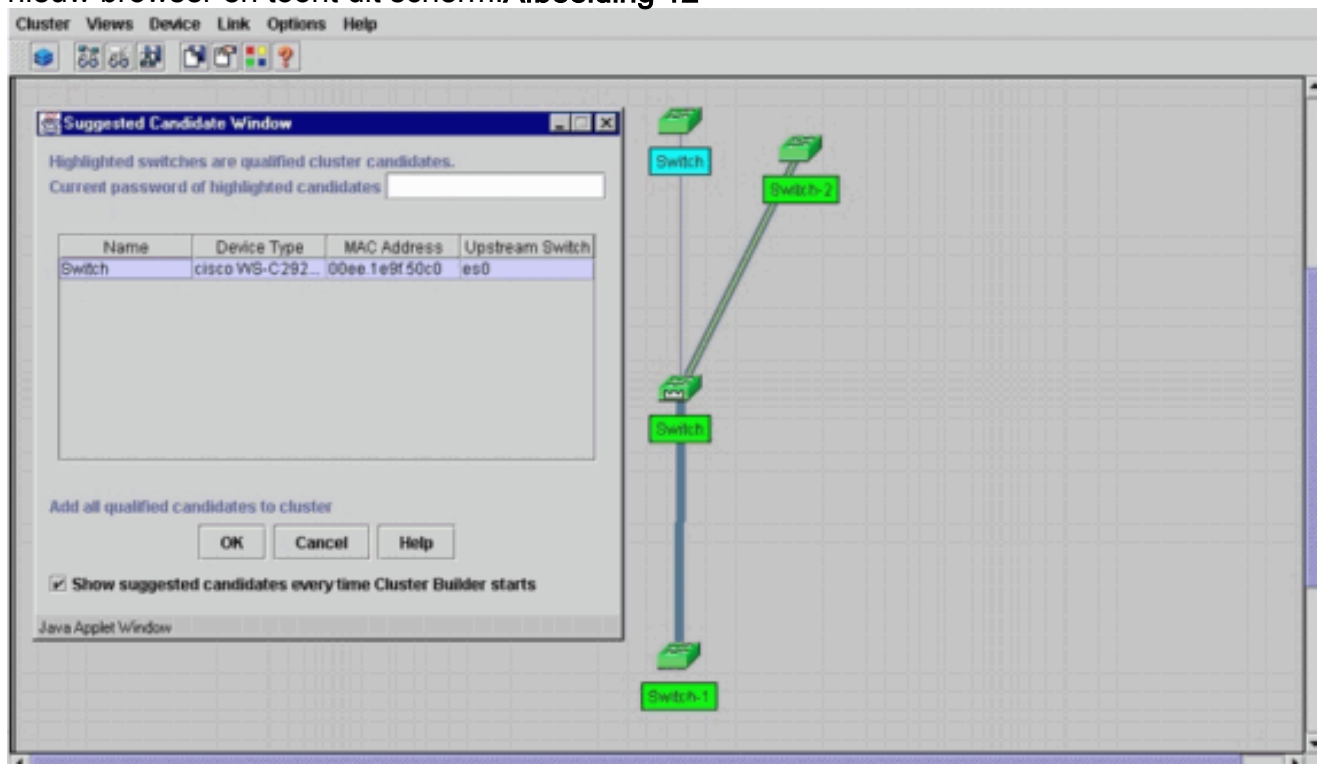 Cluster Views Device Link Options Help
Suggested Candidate Window
Highlighted switches are qualified cluster candidates.
Current password of highlighted candidates
Name Device Type MAC Address Upstream Switch
Switch cisco WS-C292... 00ee.1e9f.50c0 es0
Add all qualified candidates to cluster
OK Cancel Help
Show suggested candidates every time Cluster Builder starts
Java Applet Window
Switch
Switch-2
Switch
Switch-1